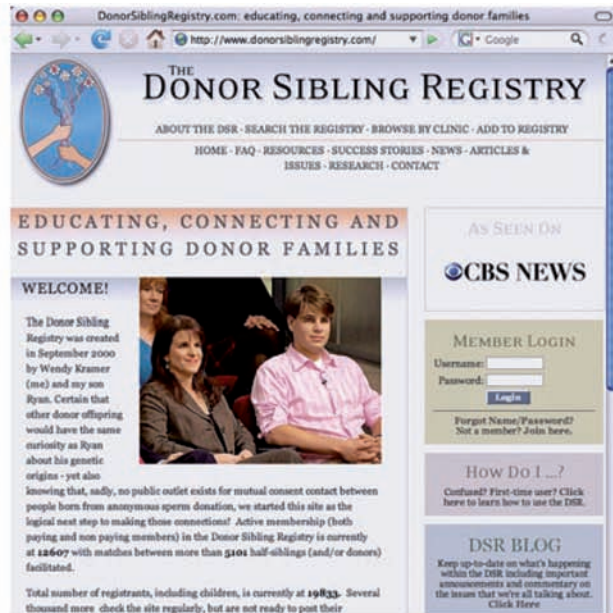 DonorSiblingRegistry.com: educating, connecting and supporting donor families
http://www.donorsiblingregistry.com/
Google
THE
DONOR SIBLING REGISTRY
ABOUT THE DSR - SEARCH THE REGISTRY - BROWSE BY CLINIC - ADD TO REGISTRY
HOME - FAQ - RESOURCES - SUCCESS STORIES - NEWS - ARTICLES &
ISSUES - RESEARCH - CONTACT
EDUCATING, CONNECTING AND
SUPPORTING DONOR FAMILIES
WELCOME!
The Donor Sibling
Registry was created
in September 2000
by Wendy Kramer
(me) and my son
Ryan. Certain that
other donor offspring
would have the same
curiosity as Ryan
about his genetic
origins - yet also
knowing that, sadly, no public outlet exists for mutual consent contact between
people born from anonymous sperm donation, we started this site as the
logical next step to making those connections! Active membership (both
paying and non paying members) in the Donor Sibling Registry is currently
at 12607 with matches between more than 5101 half-siblings (and/or donors)
facilitated.
Total number of registrants, including children, is currently at 19833. Several
thousand more check the site regularly, but are not ready to post their
AS SEEN ON
CBS NEWS
MEMBER LOGIN
Username:
Password:
Login
Forgot Name/Password?
Not a member? Join here.
HOW DO I ...?
Confused? First-time user? Click
here to learn how to use the DSR.
DSR BLOG
Keep up-to-date on what's happening
within the DSR including important
announcements and commentary on
the issues that we're all talking about.
Click Here